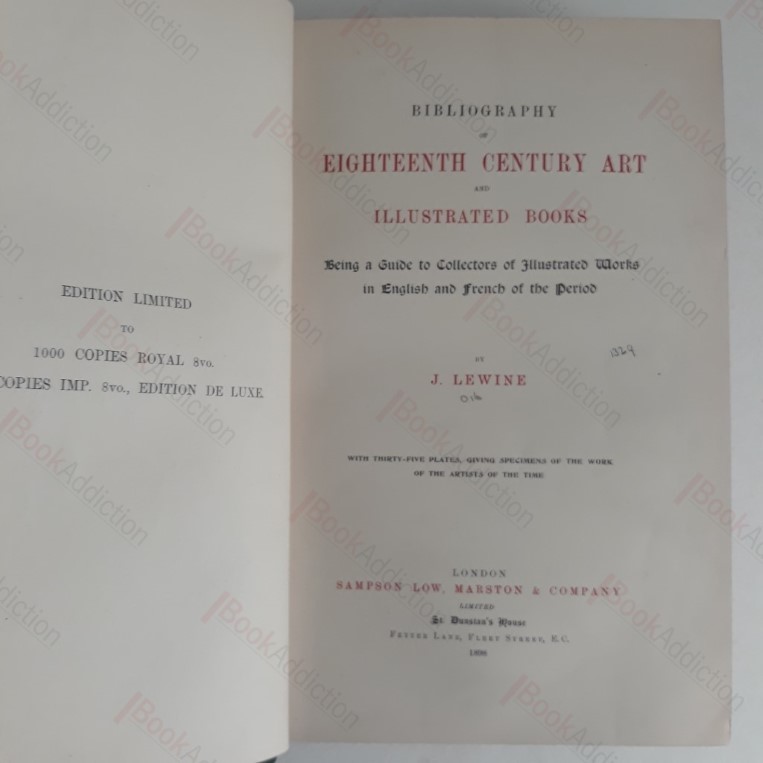 EDITION LIMITED
TO
1000 COPIES ROYAL 8vo.
COPIES IMP. 8vo., EDITION DE LUXE
BIBLIOGRAPHY
OF
EIGHTEENTH CENTURY ART
AND
ILLUSTRATED BOOKS
Being a Guide to Collectors of Illustrated Works
in English and French of the Period
BY
J. LEWINE
WITH THIRTY-FIVE PLATES, GIVING SPECIMENS OF THE WORK
OF THE ARTISTS OF THE TIME
LONDON
SAMPSON LOW, MARSTON & COMPANY
LIMITED
St. Dunstan's House
FETTER LANE, FLEET STREET, E.C.
1898
BookAddiction